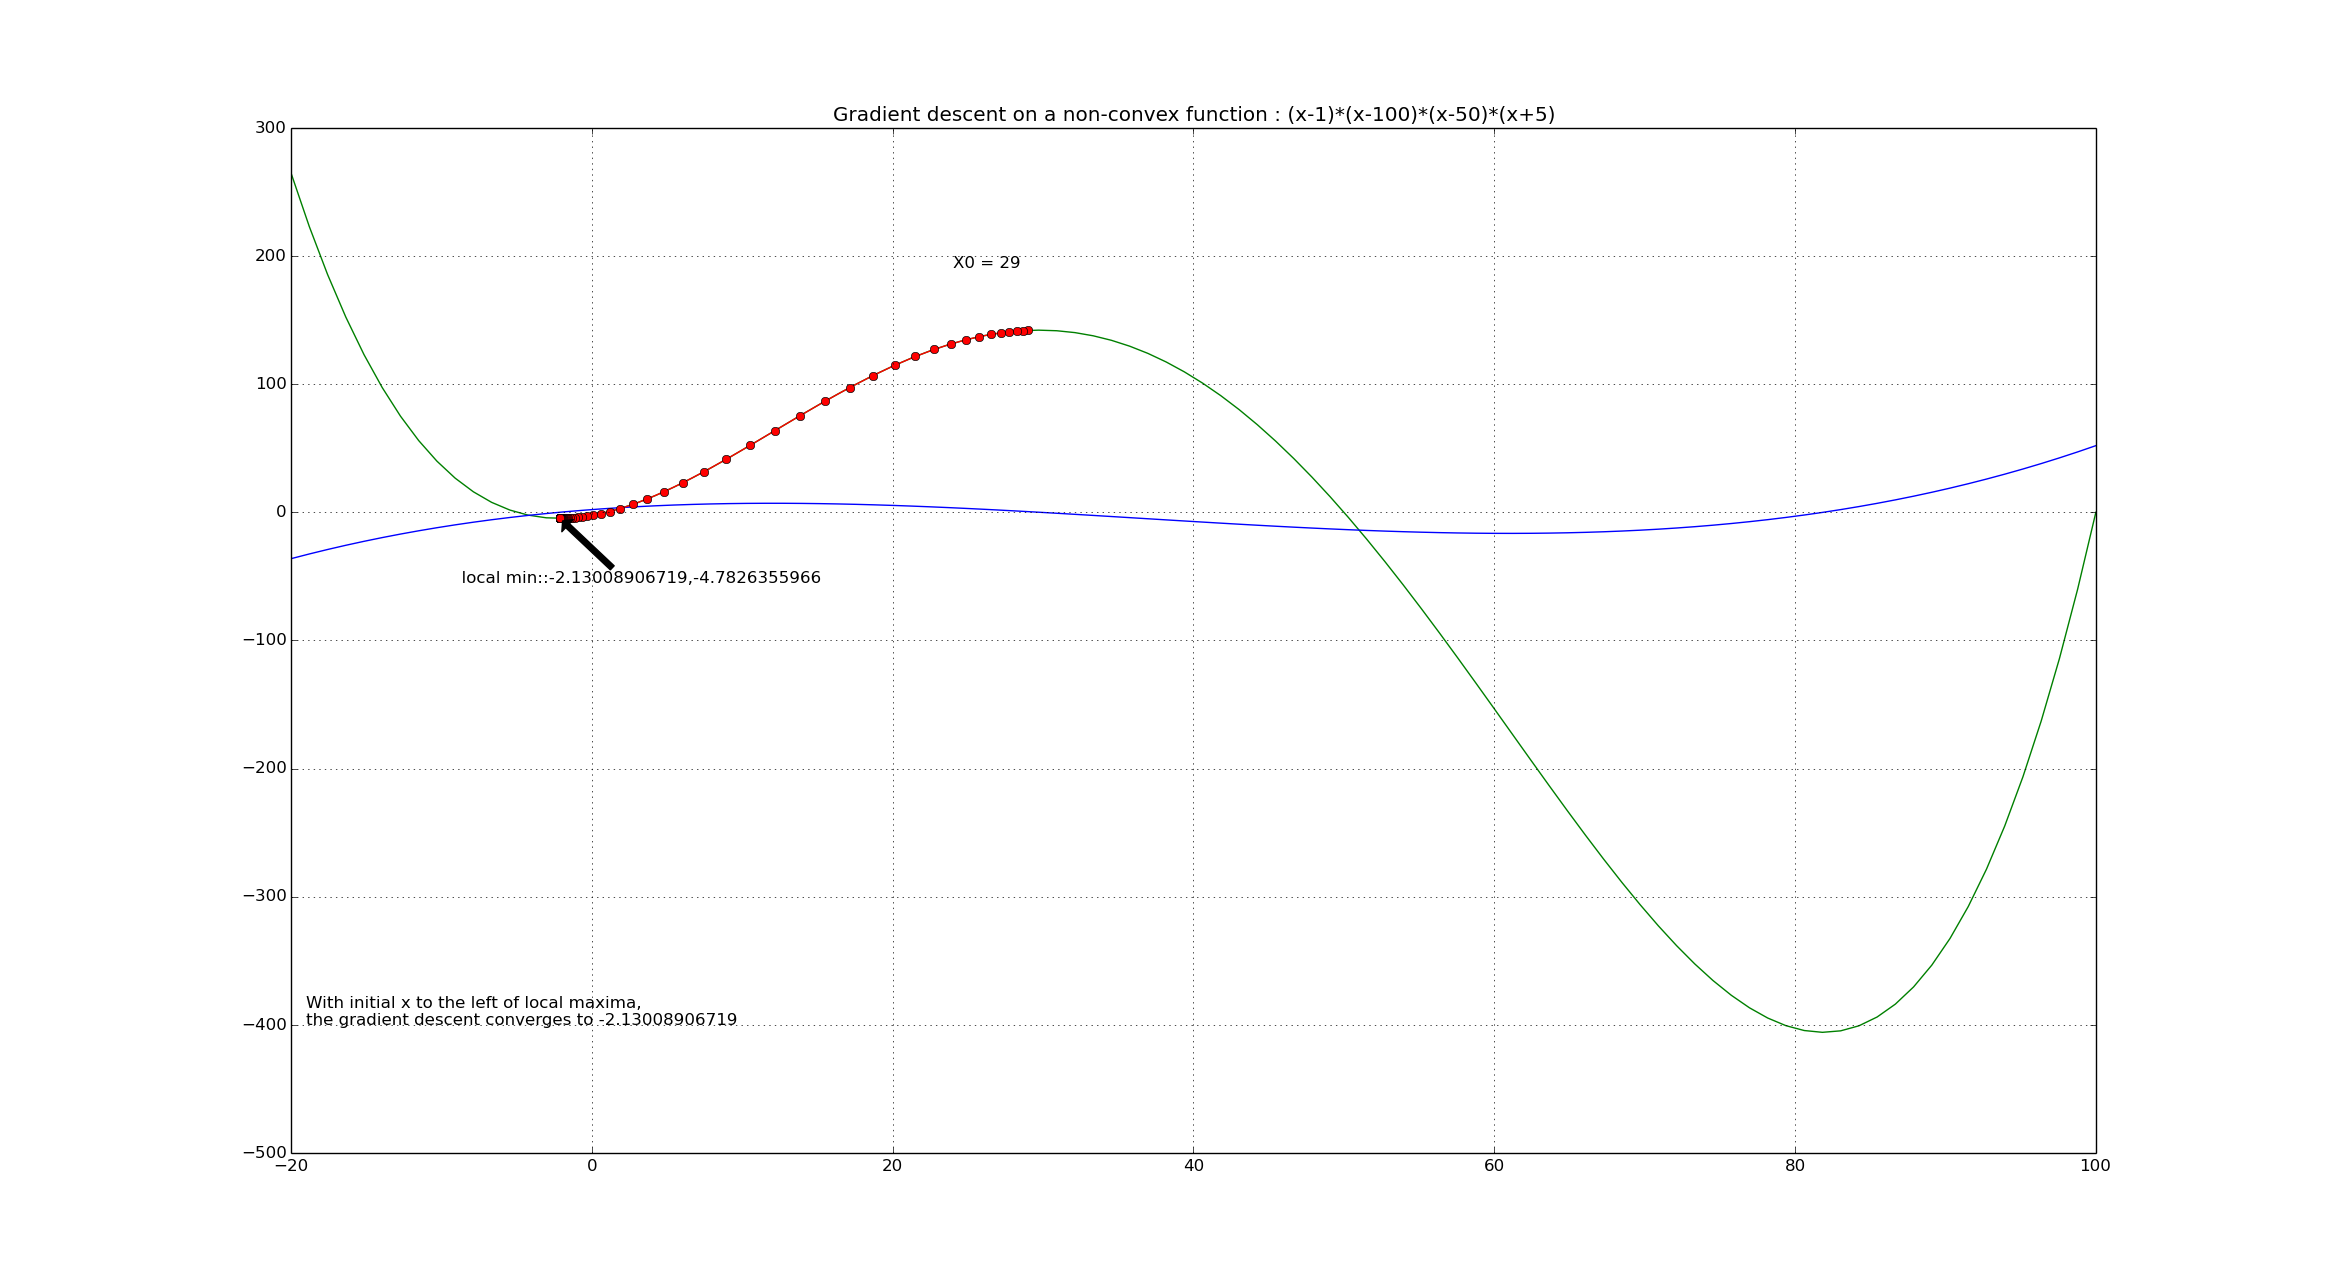 Gradient descent on a non-convex function : (x-1)*(x-100)*(x-50)*(x+5)
300
200
100
0
−100
−200
−300
−400
−500
X0 = 29
local min::-2.13008906719,-4.7826355966
With initial x to the left of local maxima,
the gradient descent converges to -2.13008906719
−20 0 20 40 60 80 100